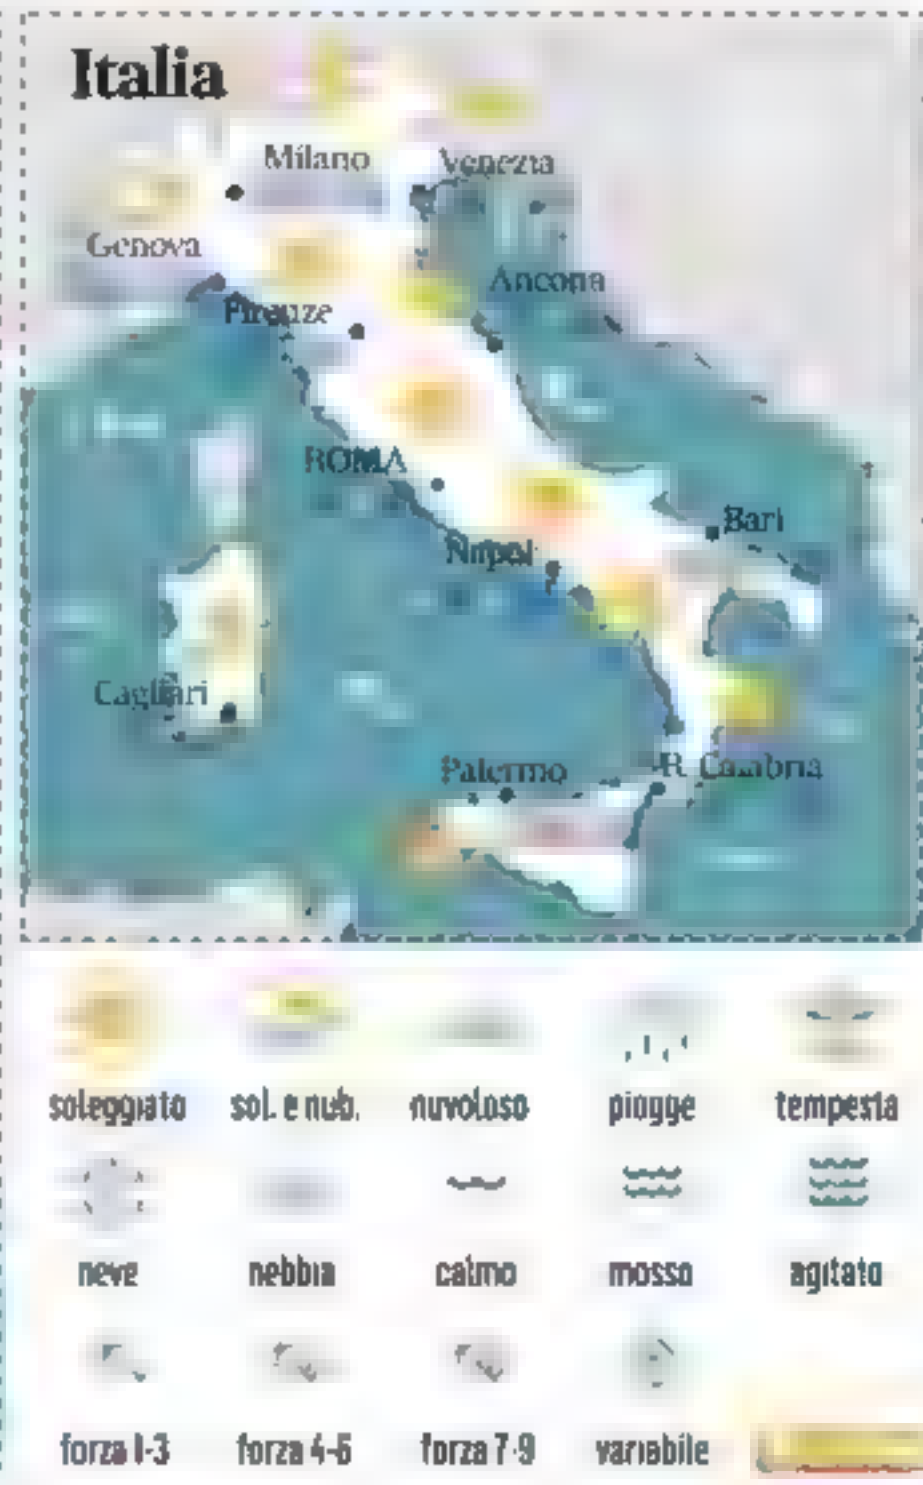 Italia
Milano
Venezia
Genova
Ancona
Firenze
ROMA
Bari
Napoli
Cagliari
Palermo
R. Calabria
soleggiato
sol. e nub.
nuvoloso
piogge
tempesta
neve
nebbia
calmo
mosso
agitato
forza 1-3
forza 4-6
forza 7-9
variabile